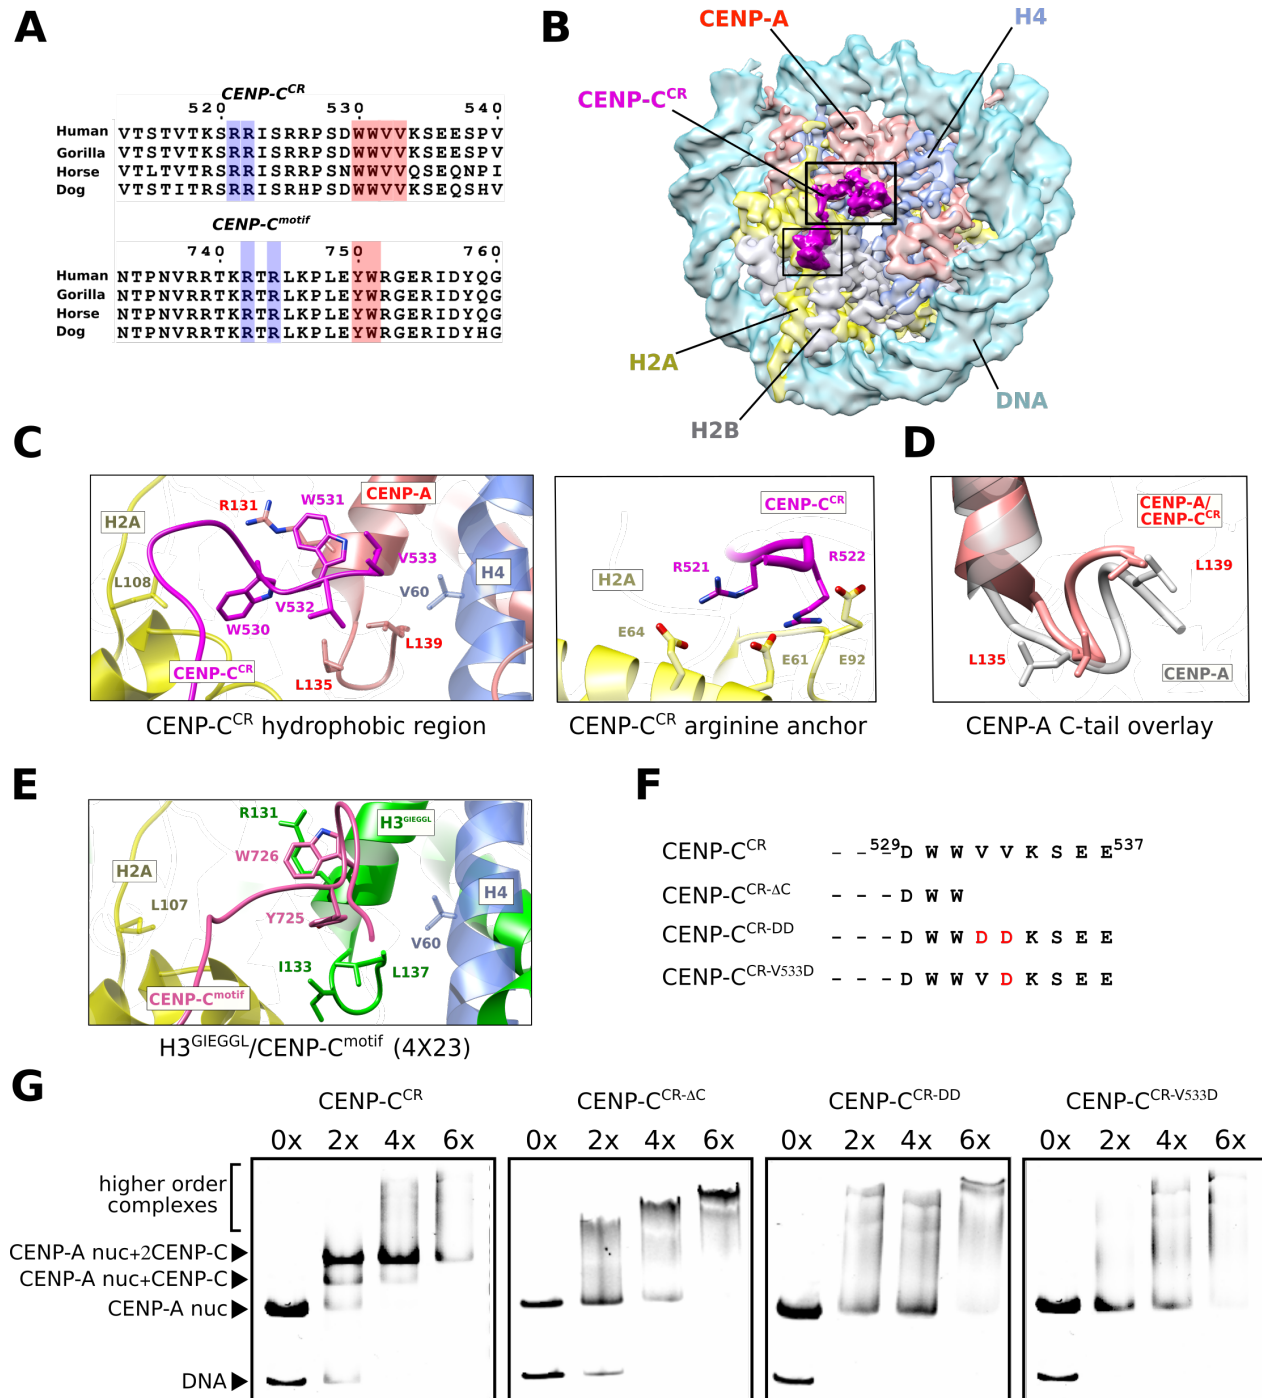 A
CENP-C^CR
520 530 540
Human VTSTVTKSRRISRRPSDWWVVKSEESPV
Gorilla VTSTVTKSRRISRRPSDWWVVKSEESPV
Horse VTLTVTRSRRISRRPSNWWVVQSEQNPI
Dog VTSTITRSRRISRHPSDWWVVKSEQSHV
CENP-C^motif
740 750 760
Human NTPNVRRTKRTRLKPLEYWRGERIDYQG
Gorilla NTPNVRRTKRTRLKPLEYWRGERIDYQG
Horse NTPNVRRTKRTRLKPLEYWRGERIDYQG
Dog NTPNVRRTKRTRLKPLEYWRGERIDYHG
B
CENP-A
H4
CENP-C^CR
H2A
H2B
DNA
C
H2A
R131
W531
CENP-A
V533
L108
V532
V60
H4
W530
L139
CENP-C^CR
L135
CENP-C^CR hydrophobic region
CENP-C^CR
R521
R522
H2A
E64
E61
E92
CENP-C^CR arginine anchor
D
CENP-A/
CENP-C^CR
L139
L135
CENP-A
CENP-A C-tail overlay
E
R131
H3^GIEGGL
W726
H2A
H4
L107
Y725
V60
I133
L137
CENP-C^motif
H3^GIEGGL/CENP-C^motif (4X23)
F
CENP-C^CR - - - 529 D W W V V K S E E 537
CENP-C^CR-ΔC - - - D W W
CENP-C^CR-DD - - - D W W D D K S E E
CENP-C^CR-V533D - - - D W W V D K S E E
G
CENP-C^CR CENP-C^CR-ΔC CENP-C^CR-DD CENP-C^CR-V533D
0x 2x 4x 6x 0x 2x 4x 6x 0x 2x 4x 6x 0x 2x 4x 6x
higher order
complexes
CENP-A nuc+2CENP-C
CENP-A nuc+CENP-C
CENP-A nuc
DNA